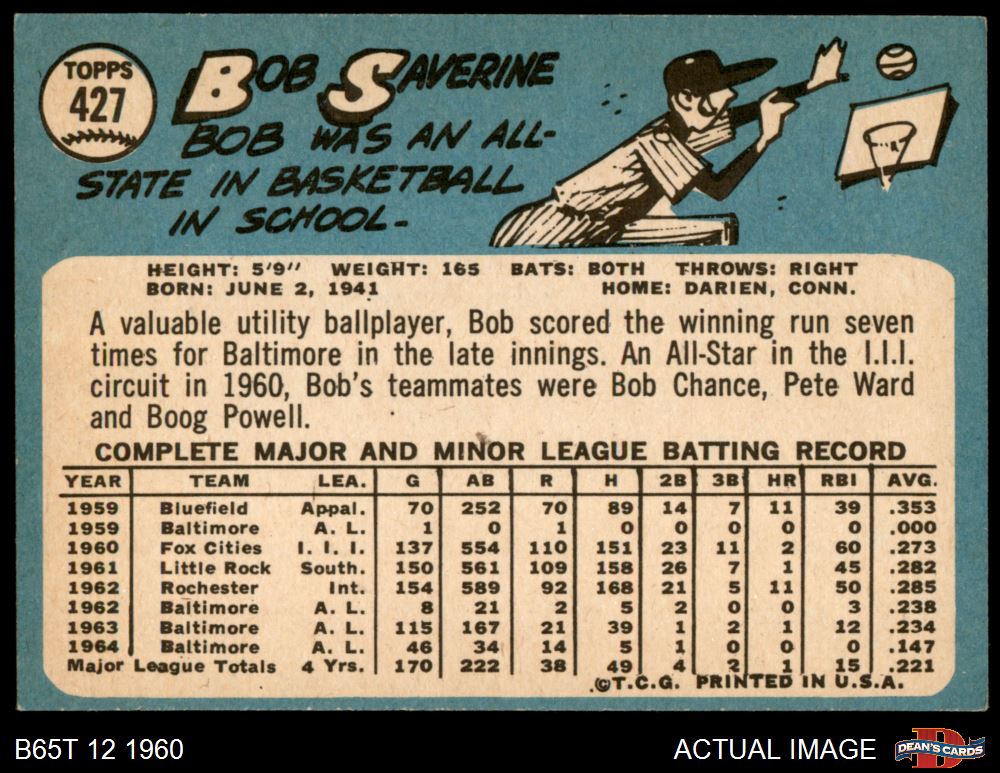 TOPPS
427
BOB SAVERINE
BOB WAS AN ALL-
STATE IN BASKETBALL
IN SCHOOL-
HEIGHT: 5'9" WEIGHT: 165 BATS: BOTH THROWS: RIGHT
BORN: JUNE 2, 1941 HOME: DARIEN, CONN.
A valuable utility ballplayer, Bob scored the winning run seven
times for Baltimore in the late innings. An All-Star in the I.I.I.
circuit in 1960, Bob's teammates were Bob Chance, Pete Ward
and Boog Powell.
COMPLETE MAJOR AND MINOR LEAGUE BATTING RECORD
YEAR TEAM LEA. G AB R H 2B 3B HR RBI AVG.
1959 Bluefield Appal. 70 252 70 89 14 7 11 39 .353
1959 Baltimore A. L. 1 0 1 0 0 0 0 0 .000
1960 Fox Cities I. I. I. 137 554 110 151 23 11 2 60 .273
1961 Little Rock South. 150 561 109 158 26 7 1 45 .282
1962 Rochester Int. 154 589 92 168 21 5 11 50 .285
1962 Baltimore A. L. 8 21 2 5 2 0 0 3 .238
1963 Baltimore A. L. 115 167 21 39 1 2 1 12 .234
1964 Baltimore A. L. 46 34 14 5 1 0 0 0 .147
Major League Totals 4 Yrs. 170 222 38 49 4 2 1 15 .221
©T.C.G. PRINTED IN U.S.A.
B65T 12 1960 ACTUAL IMAGE
D
DEAN'S CARDS